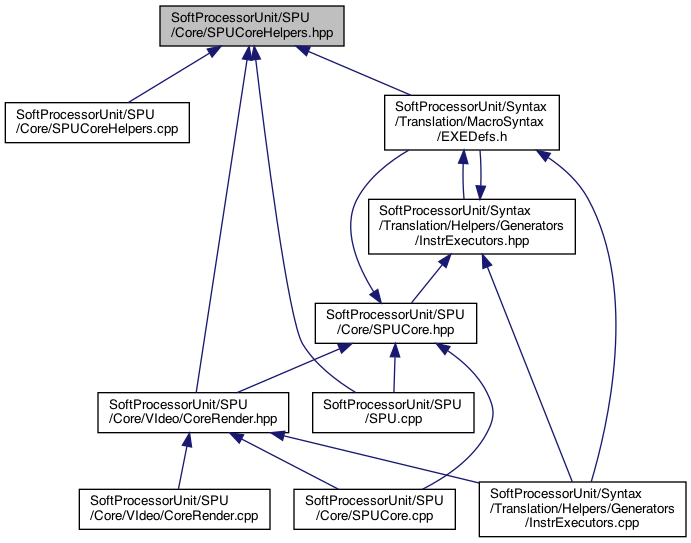 SoftProcessorUnit/SPU
/Core/SPUCoreHelpers.hpp
SoftProcessorUnit/SPU
/Core/SPUCoreHelpers.cpp
SoftProcessorUnit/Syntax
/Translation/MacroSyntax
/EXEDefs.h
SoftProcessorUnit/Syntax
/Translation/Helpers/Generators
/InstrExecutors.hpp
SoftProcessorUnit/SPU
/Core/SPUCore.hpp
SoftProcessorUnit/SPU
/Core/VIdeo/CoreRender.hpp
SoftProcessorUnit/SPU
/SPU.cpp
SoftProcessorUnit/SPU
/Core/VIdeo/CoreRender.cpp
SoftProcessorUnit/SPU
/Core/SPUCore.cpp
SoftProcessorUnit/Syntax
/Translation/Helpers/Generators
/InstrExecutors.cpp